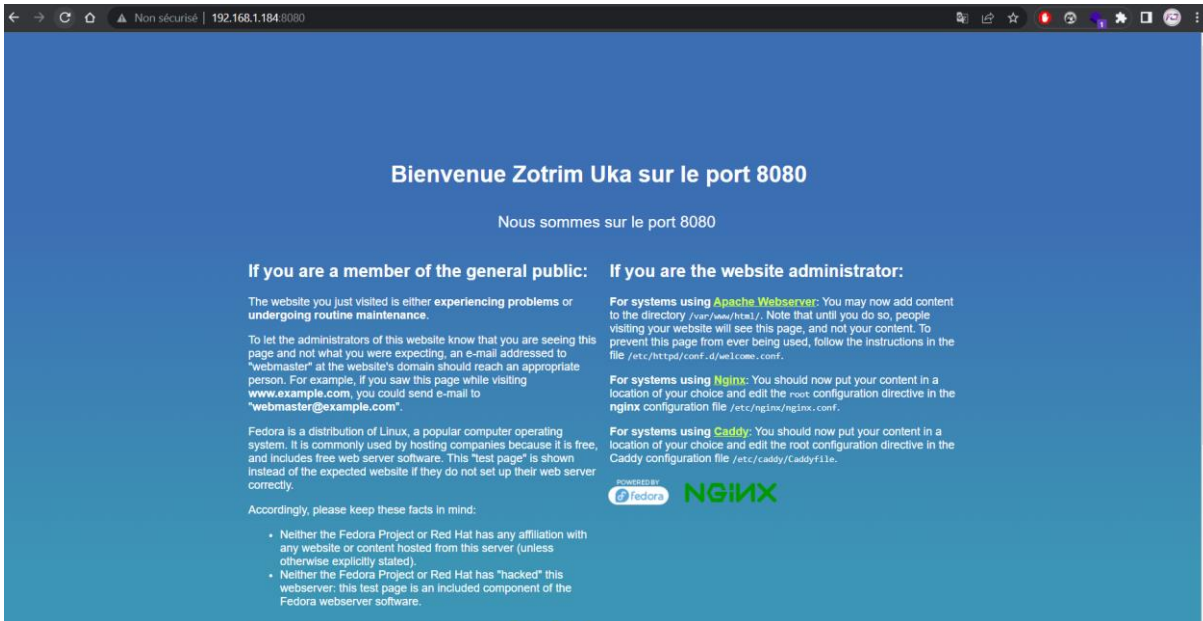 Non sécurisé | 192.168.1.184:8080
1
Bienvenue Zotrim Uka sur le port 8080
Nous sommes sur le port 8080
If you are a member of the general public:
The website you just visited is either experiencing problems or
undergoing routine maintenance.
To let the administrators of this website know that you are seeing this
page and not what you were expecting, an e-mail addressed to
"webmaster" at the website's domain should reach an appropriate
person. For example, if you saw this page while visiting
www.example.com, you could send e-mail to
"webmaster@example.com".
Fedora is a distribution of Linux, a popular computer operating
system. It is commonly used by hosting companies because it is free,
and includes free web server software. This "test page" is shown
instead of the expected website if they do not set up their web server
correctly.
Accordingly, please keep these facts in mind:
• Neither the Fedora Project or Red Hat has any affiliation with
any website or content hosted from this server (unless
otherwise explicitly stated).
• Neither the Fedora Project or Red Hat has "hacked" this
webserver: this test page is an included component of the
Fedora webserver software.
If you are the website administrator:
For systems using Apache Webserver: You may now add content
to the directory /var/www/html/. Note that until you do so, people
visiting your website will see this page, and not your content. To
prevent this page from ever being used, follow the instructions in the
file /etc/httpd/conf.d/welcome.conf.
For systems using Nginx: You should now put your content in a
location of your choice and edit the root configuration directive in the
nginx configuration file /etc/nginx/nginx.conf.
For systems using Caddy: You should now put your content in a
location of your choice and edit the root configuration directive in the
Caddy configuration file /etc/caddy/Caddyfile.
POWERED BY
fedora
NGINX